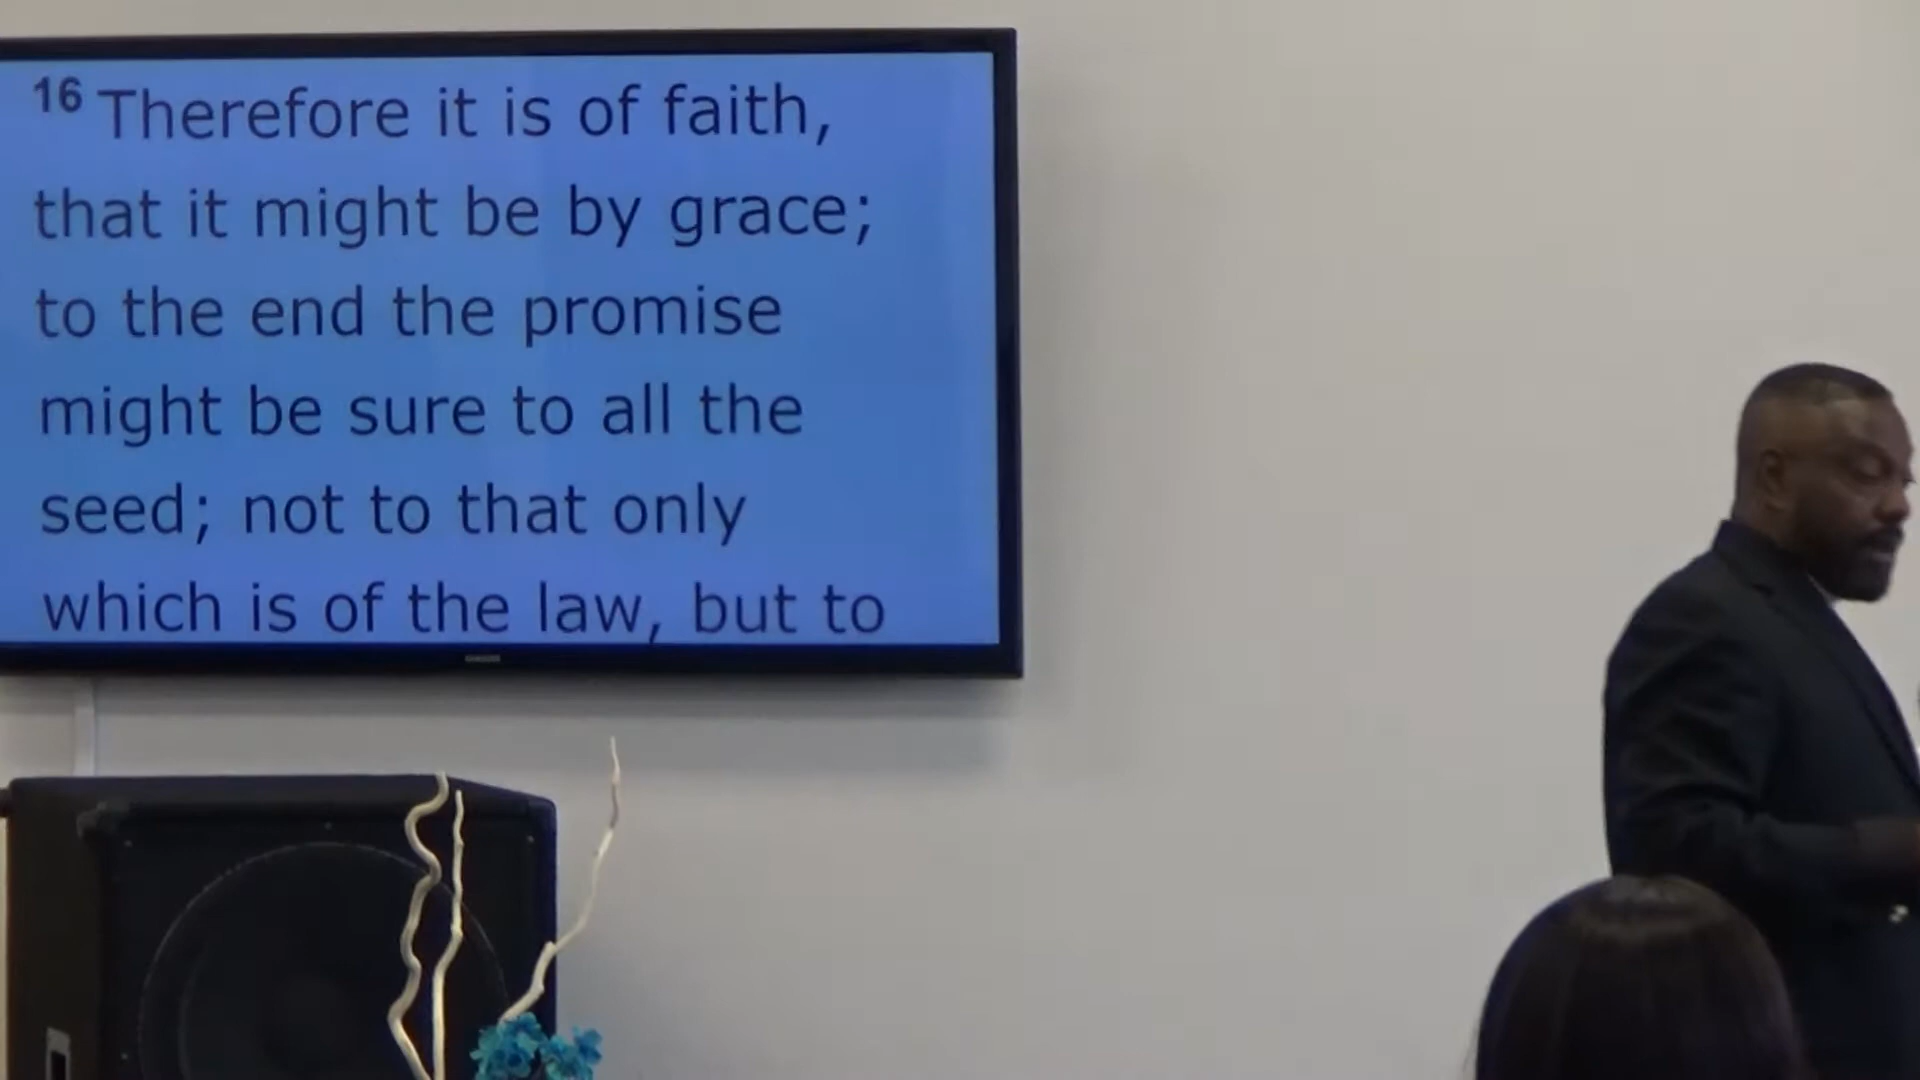 16 Therefore it is of faith,
that it might be by grace;
to the end the promise
might be sure to all the
seed; not to that only
which is of the law, but to